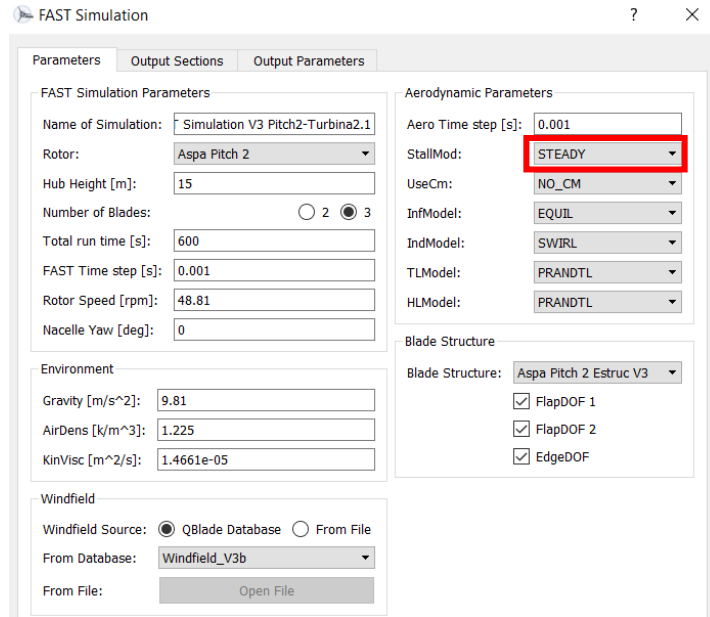 FAST Simulation
? ×
Parameters Output Sections Output Parameters
FAST Simulation Parameters
Name of Simulation: Simulation V3 Pitch2-Turbina2.1
Rotor: Aspa Pitch 2
Hub Height [m]: 15
Number of Blades: 2 3
Total run time [s]: 600
FAST Time step [s]: 0.001
Rotor Speed [rpm]: 48.81
Nacelle Yaw [deg]: 0
Environment
Gravity [m/s^2]: 9.81
AirDens [k/m^3]: 1.225
KinVisc [m^2/s]: 1.4661e-05
Windfield
Windfield Source: QBlade Database From File
From Database: Windfield_V3b
From File: Open File
Aerodynamic Parameters
Aero Time step [s]: 0.001
StallMod: STEADY
UseCm: NO_CM
InfModel: EQUIL
IndModel: SWIRL
TLModel: PRANDTL
HLModel: PRANDTL
Blade Structure
Blade Structure: Aspa Pitch 2 Estruc V3
FlapDOF 1
FlapDOF 2
EdgeDOF